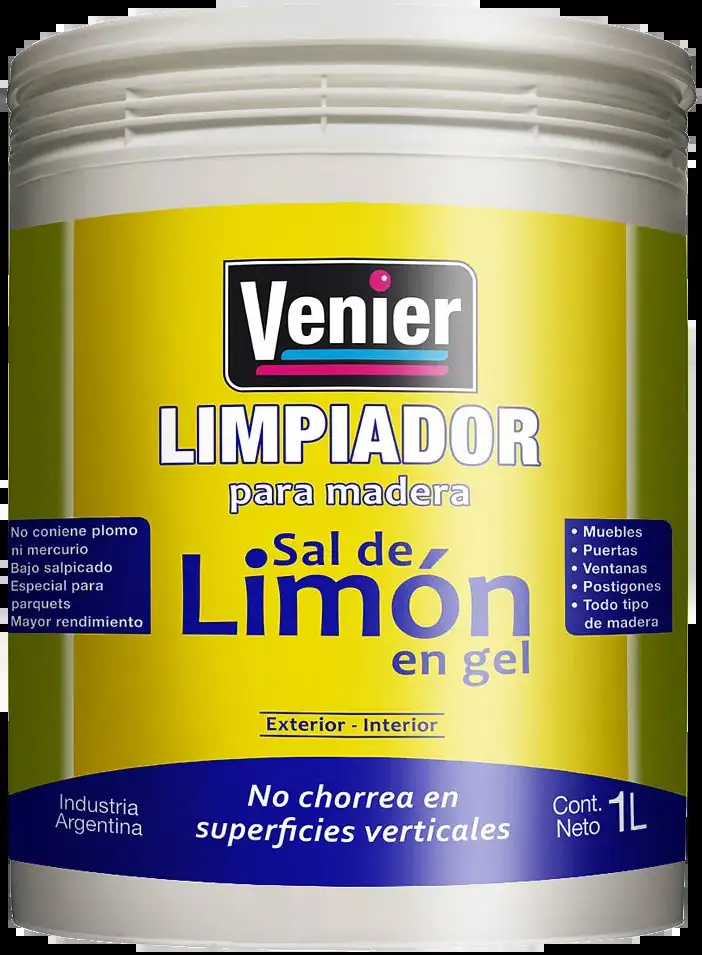 Venier
LIMPIADOR
para madera
Sal de
Limón
en gel
No coniene plomo
ni mercurio
Bajo salpicado
Especial para
parquets
Mayor rendimiento
• Muebles
• Puertas
• Ventanas
• Postigones
• Todo tipo
de madera
Exterior - Interior
Industria
Argentina
No chorrea en
superficies verticales
Cont.
Neto 1L